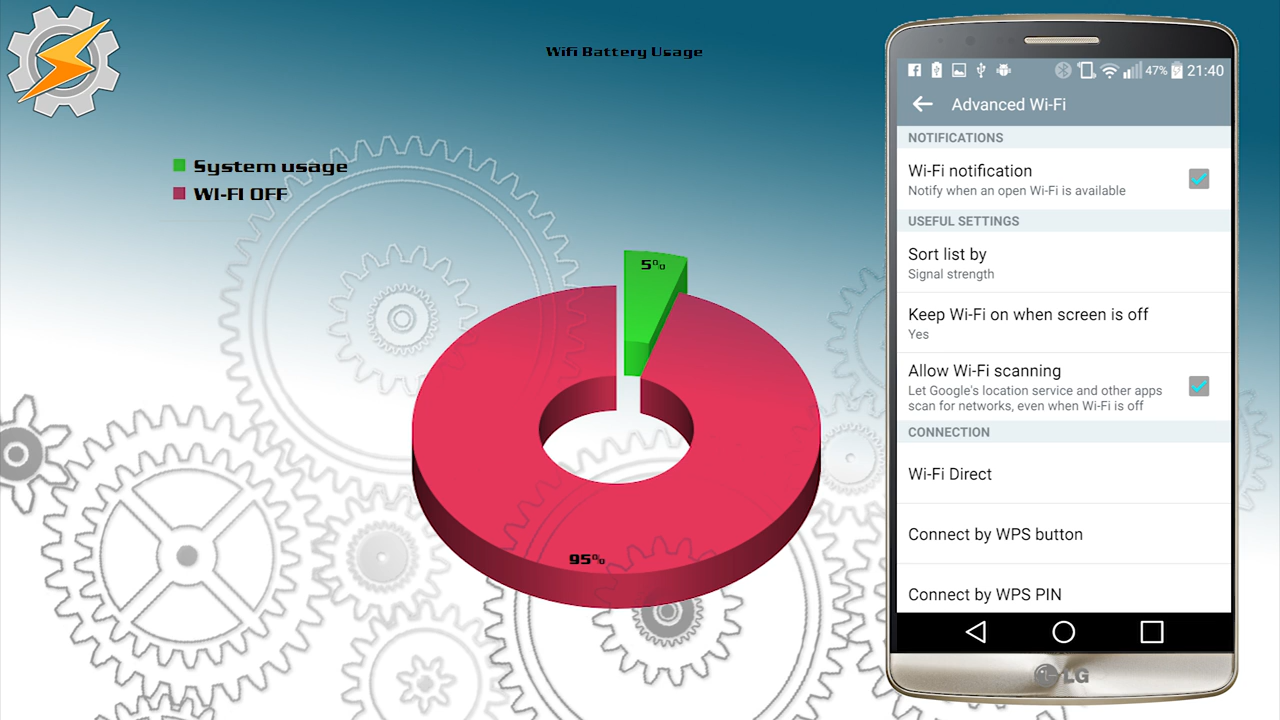 Wifi Battery Usage
System usage
WI-FI OFF
5%
95%
47% 21:40
Advanced Wi-Fi
NOTIFICATIONS
Wi-Fi notification
Notify when an open Wi-Fi is available
USEFUL SETTINGS
Sort list by
Signal strength
Keep Wi-Fi on when screen is off
Yes
Allow Wi-Fi scanning
Let Google's location service and other apps
scan for networks, even when Wi-Fi is off
CONNECTION
Wi-Fi Direct
Connect by WPS button
Connect by WPS PIN
LG